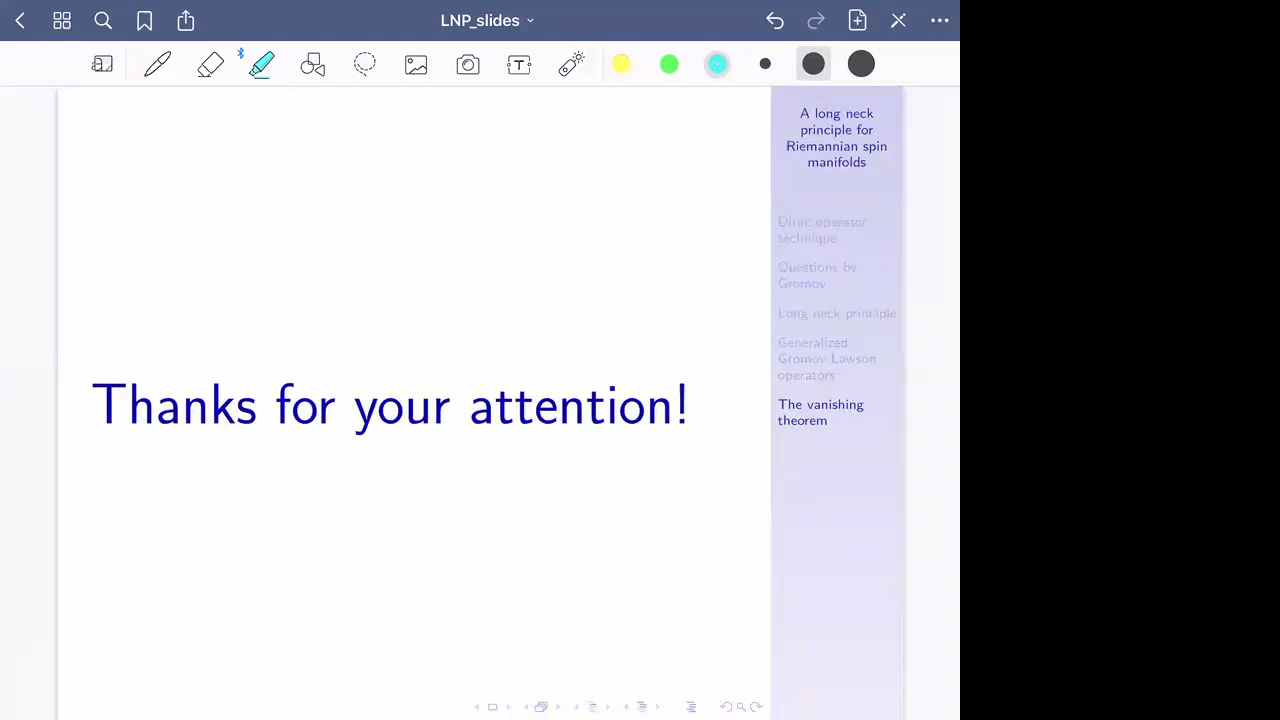 LNP_slides
T
Thanks for your attention!
A long neck
principle for
Riemannian spin
manifolds
Dirac operator
technique
Questions by
Gromov
Long neck principle
Generalized
Gromov-Lawson
operators
The vanishing
theorem